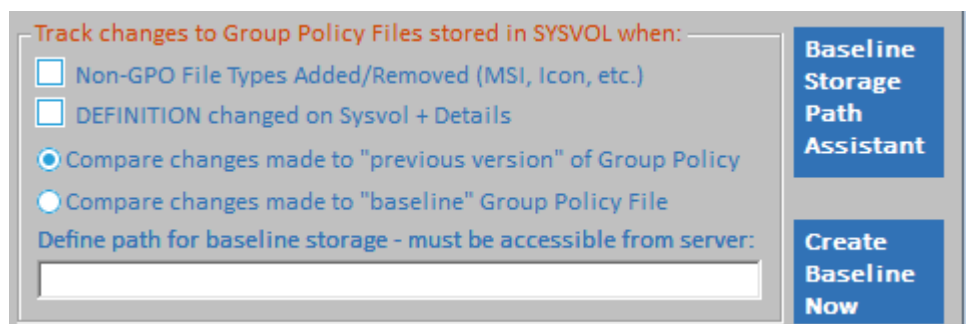 Track changes to Group Policy Files stored in SYSVOL when:
Non-GPO File Types Added/Removed (MSI, Icon, etc.)
DEFINITION changed on Sysvol + Details
Compare changes made to "previous version" of Group Policy
Compare changes made to "baseline" Group Policy File
Define path for baseline storage - must be accessible from server:
Baseline
Storage
Path
Assistant
Create
Baseline
Now